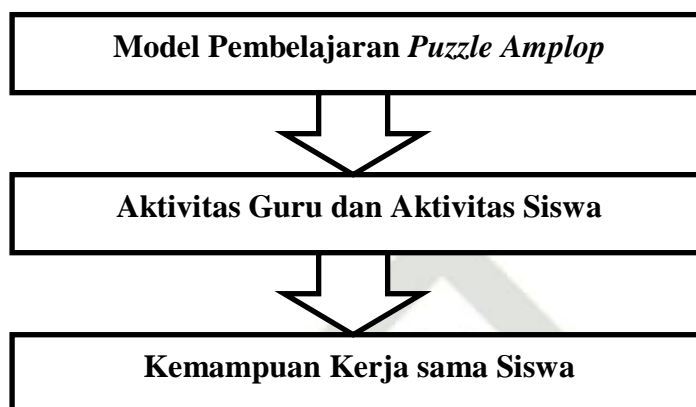 Model Pembelajaran Puzzle Amplop
Aktivitas Guru dan Aktivitas Siswa
Kemampuan Kerja sama Siswa